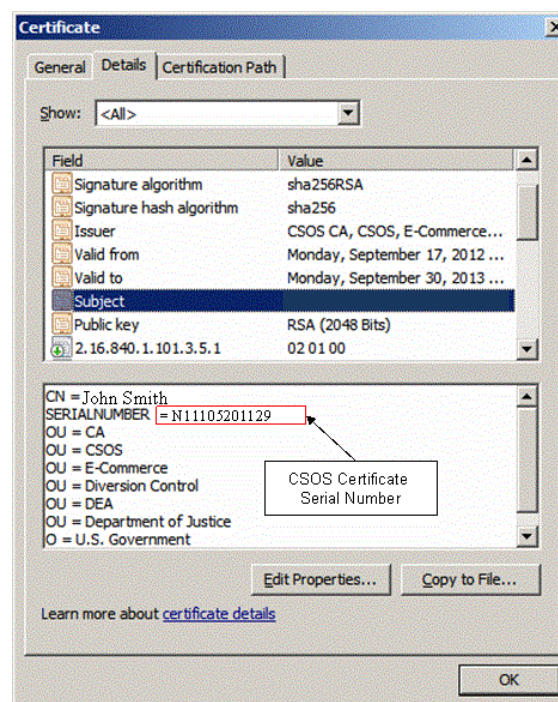 Certificate
General Details Certification Path
Show: <All>
Field Value
Signature algorithm sha256RSA
Signature hash algorithm sha256
Issuer CSOS CA, CSOS, E-Commerce...
Valid from Monday, September 17, 2012 ...
Valid to Monday, September 30, 2013 ...
Subject
Public key RSA (2048 Bits)
2.16.840.1.101.3.5.1 02 01 00
CN = John Smith
SERIALNUMBER = N11105201129
OU = CA
OU = CSOS
OU = E-Commerce
OU = Diversion Control
OU = DEA
OU = Department of Justice
O = U.S. Government
CSOS Certificate
Serial Number
Edit Properties... Copy to File...
Learn more about certificate details
OK